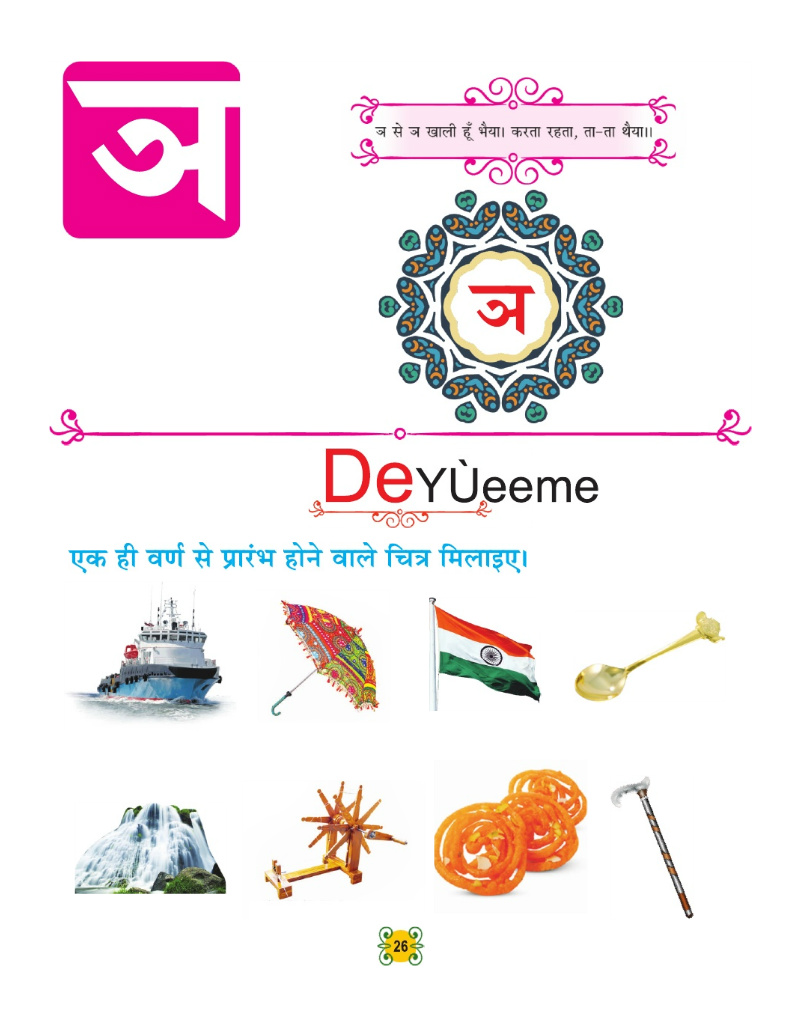 ञ
ञ से ञ खाली हूँ भैया। करता रहता, ता-ता थैया।।
ञ
DeYÙeeme
एक ही वर्ण से प्रारंभ होने वाले चित्र मिलाइए।
26